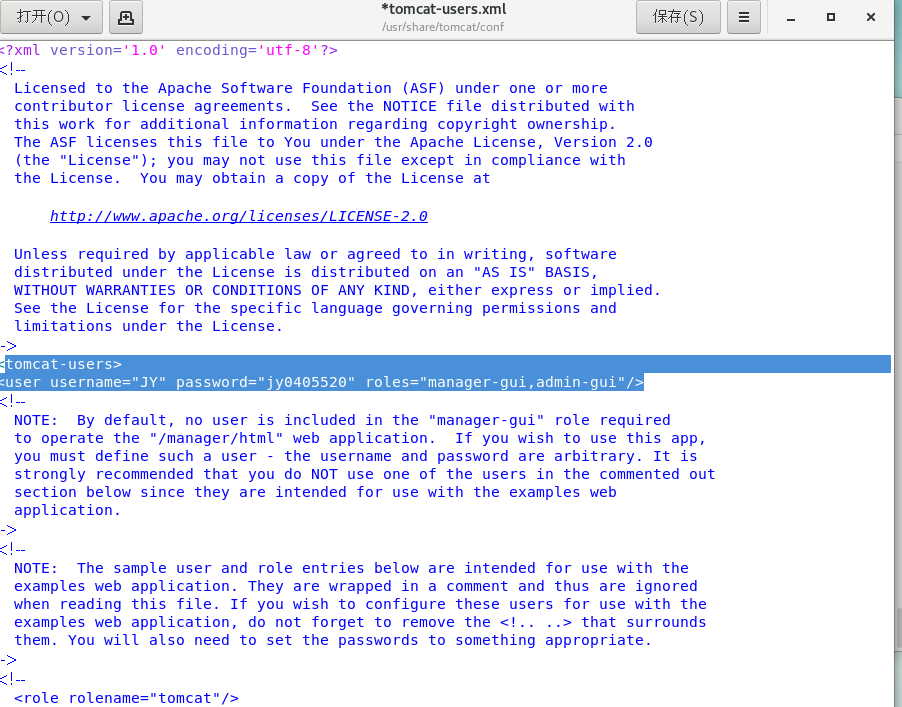 打开(O)
*tomcat-users.xml
/usr/share/tomcat/conf
保存(S)
<?xml version='1.0' encoding='utf-8'?>
<!--
Licensed to the Apache Software Foundation (ASF) under one or more
contributor license agreements.  See the NOTICE file distributed with
this work for additional information regarding copyright ownership.
The ASF licenses this file to You under the Apache License, Version 2.0
(the "License"); you may not use this file except in compliance with
the License.  You may obtain a copy of the License at
http://www.apache.org/licenses/LICENSE-2.0
Unless required by applicable law or agreed to in writing, software
distributed under the License is distributed on an "AS IS" BASIS,
WITHOUT WARRANTIES OR CONDITIONS OF ANY KIND, either express or implied.
See the License for the specific language governing permissions and
limitations under the License.
->
<tomcat-users>
<user username="JY" password="jy0405520" roles="manager-gui,admin-gui"/>
<!--
NOTE:  By default, no user is included in the "manager-gui" role required
to operate the "/manager/html" web application.  If you wish to use this app,
you must define such a user - the username and password are arbitrary. It is
strongly recommended that you do NOT use one of the users in the commented out
section below since they are intended for use with the examples web
application.
->
<!--
NOTE:  The sample user and role entries below are intended for use with the
examples web application. They are wrapped in a comment and thus are ignored
when reading this file. If you wish to configure these users for use with the
examples web application, do not forget to remove the <!.. ..> that surrounds
them. You will also need to set the passwords to something appropriate.
->
<!--
<role rolename="tomcat"/>